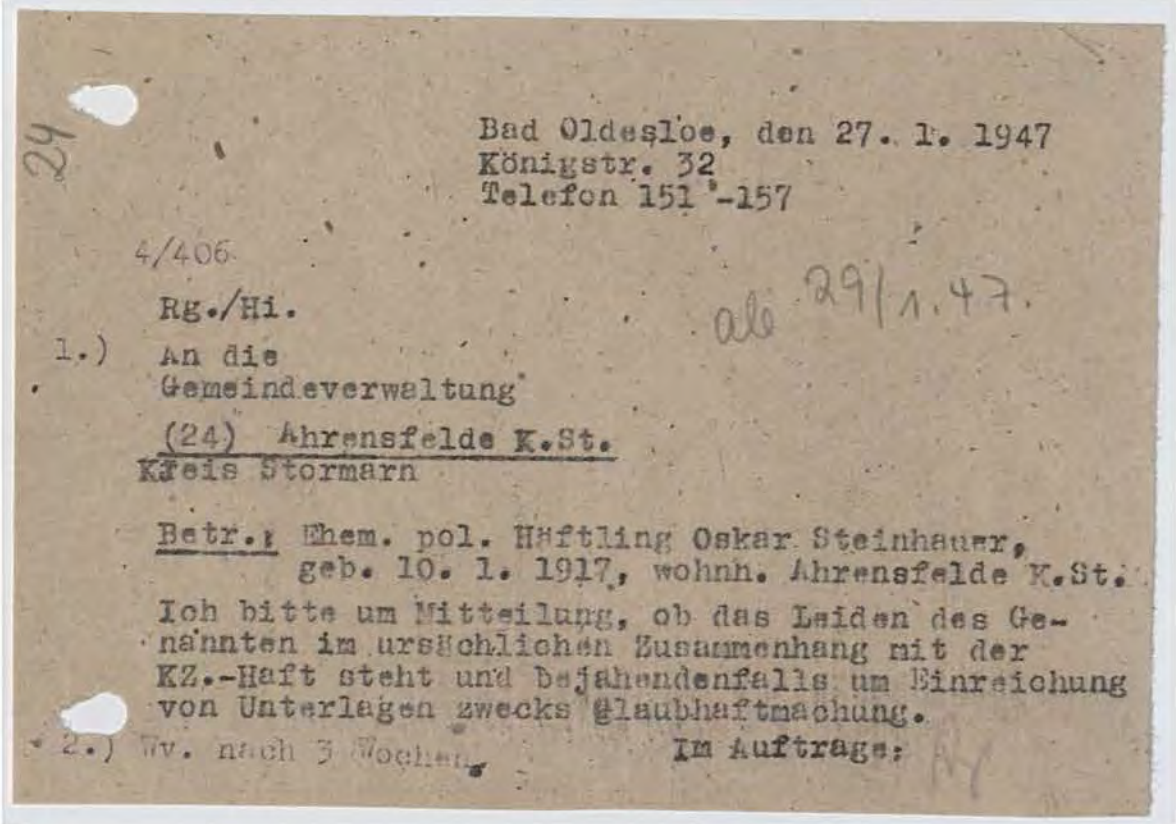 24
Bad Oldesloe, den 27. 1. 1947
Königstr. 32
Telefon 151 -157
4/406
ab 29/1.47.
Rg./Hi.
1.) An die
Gemeindeverwaltung
(24) Ahrensfelde K.St.
Kreis Stormarn
Betr.: Ehem. pol. Häftling Oskar Steinhauer,
geb. 10. 1. 1917, wohnh. Ahrensfelde K.St.
Ich bitte um Mitteilung, ob das Leiden des Ge-
nannten im ursächlichen Zusammenhang mit der
KZ.-Haft steht und bejahendenfalls um Einreichung
von Unterlagen zwecks Glaubhaftmachung.
2.) Wv. nach 3 Wochen. Im Auftrage: